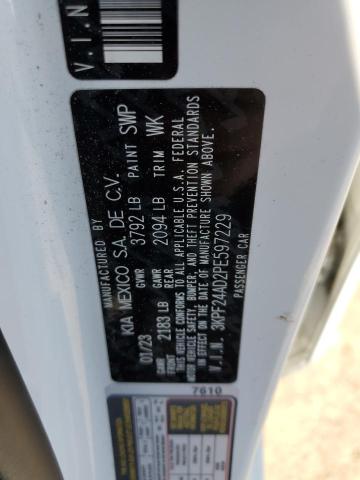 V.I.N
MANUFACTURED BY
KIA MEXICO S.A. DE C.V.
01/23 GVWR 3792 LB PAINT SWP
GAWR FRONT 2183 LB GAWR REAR 2094 LB TRIM WK
THIS VEHICLE CONFORMS TO ALL APPLICABLE U.S.A. FEDERAL
MOTOR VEHICLE SAFETY, BUMPER, AND THEFT PREVENTION STANDARDS
IN EFFECT ON THE DATE OF MANUFACTURE SHOWN ABOVE.
V.I.N. 3KPF24AD2PE597229
PASSENGER CAR
7610